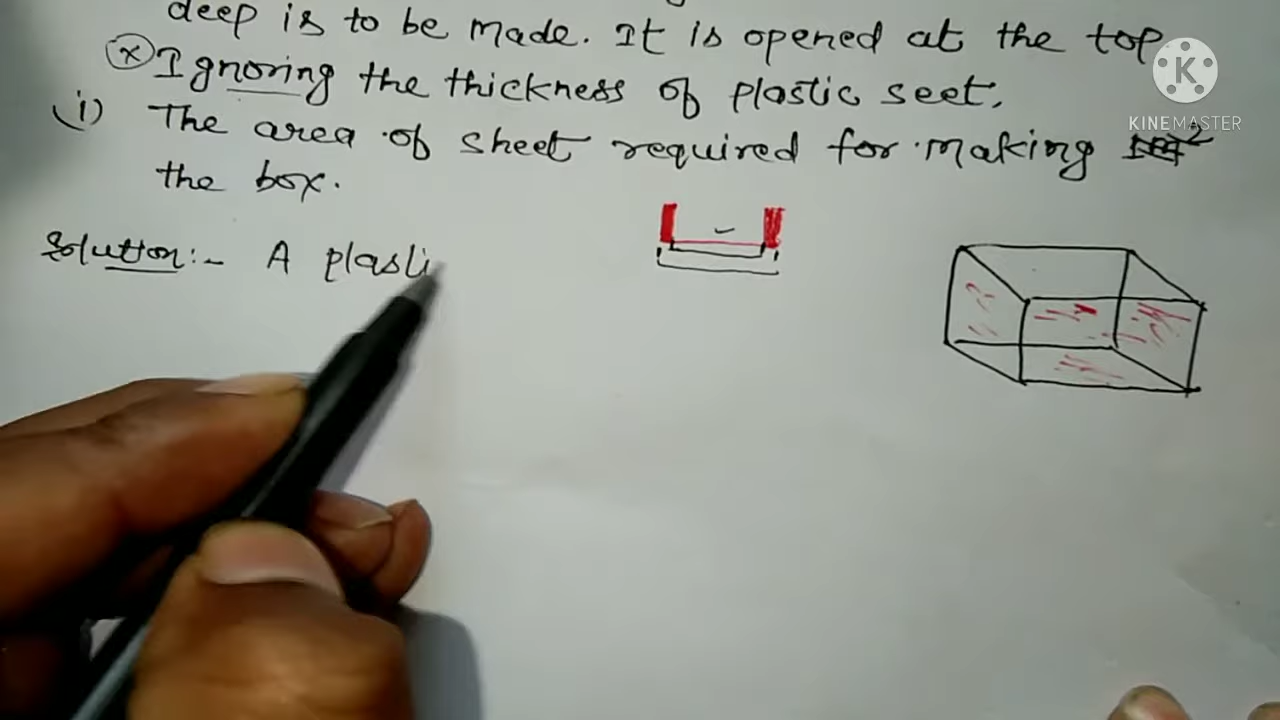 deep is to be made. It is opened at the top
(x) Ignoring the thickness of plastic seet.
(i) The area of sheet required for making
the box.
Solution:- A plasti
K
KINEMASTER